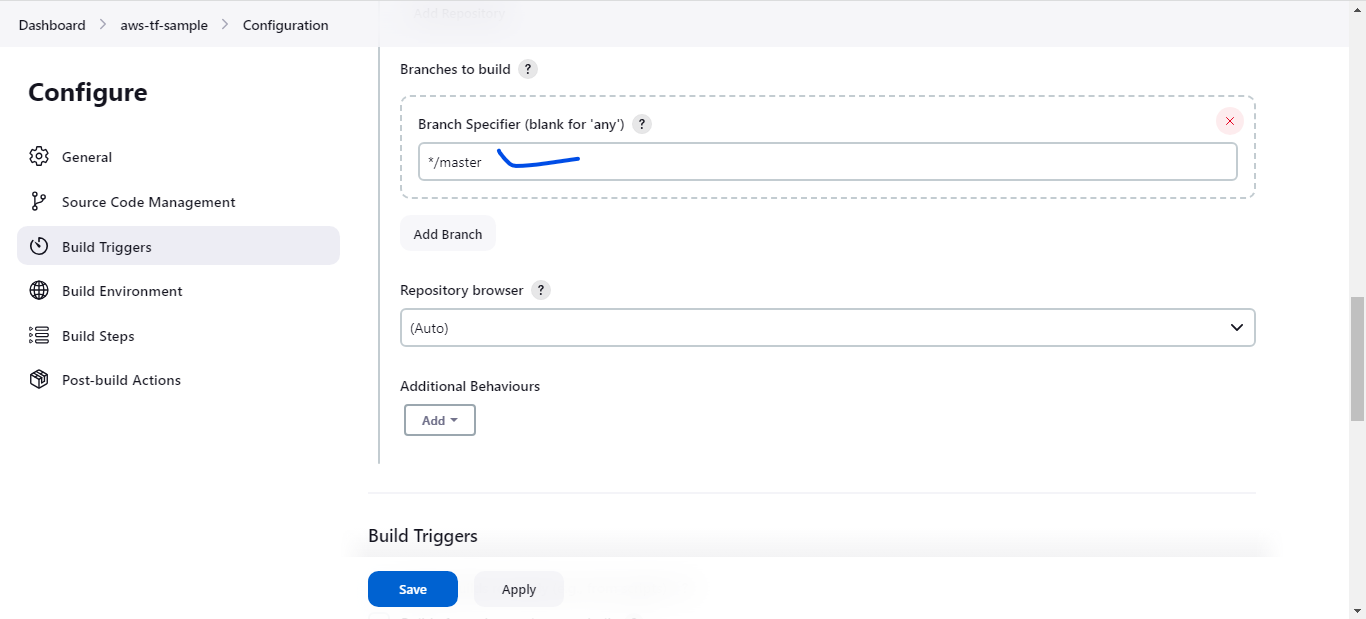 Dashboard > aws-tf-sample > Configuration
Add Repository
Configure
General
Source Code Management
Build Triggers
Build Environment
Build Steps
Post-build Actions
Branches to build ?
Branch Specifier (blank for 'any') ?
*/master
Add Branch
Repository browser ?
(Auto)
Additional Behaviours
Add
Build Triggers
Save
Apply